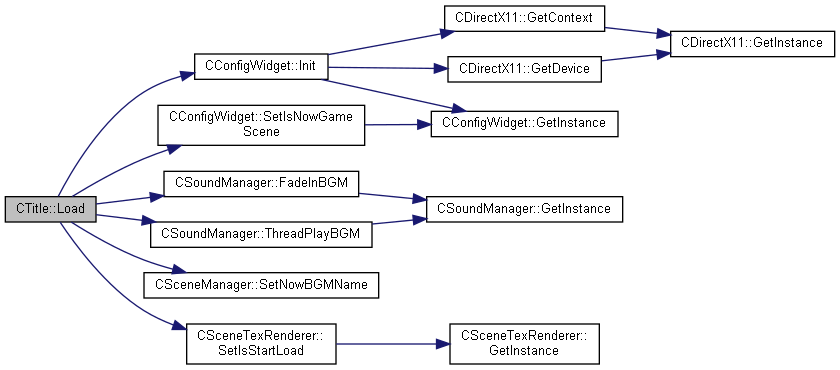 CTitle::Load
CConfigWidget::Init
CDirectX11::GetContext
CDirectX11::GetInstance
CDirectX11::GetDevice
CConfigWidget::GetInstance
CConfigWidget::SetIsNowGame
Scene
CSoundManager::FadeInBGM
CSoundManager::GetInstance
CSoundManager::ThreadPlayBGM
CSceneManager::SetNowBGMName
CSceneTexRenderer::
SetIsStartLoad
CSceneTexRenderer::
GetInstance